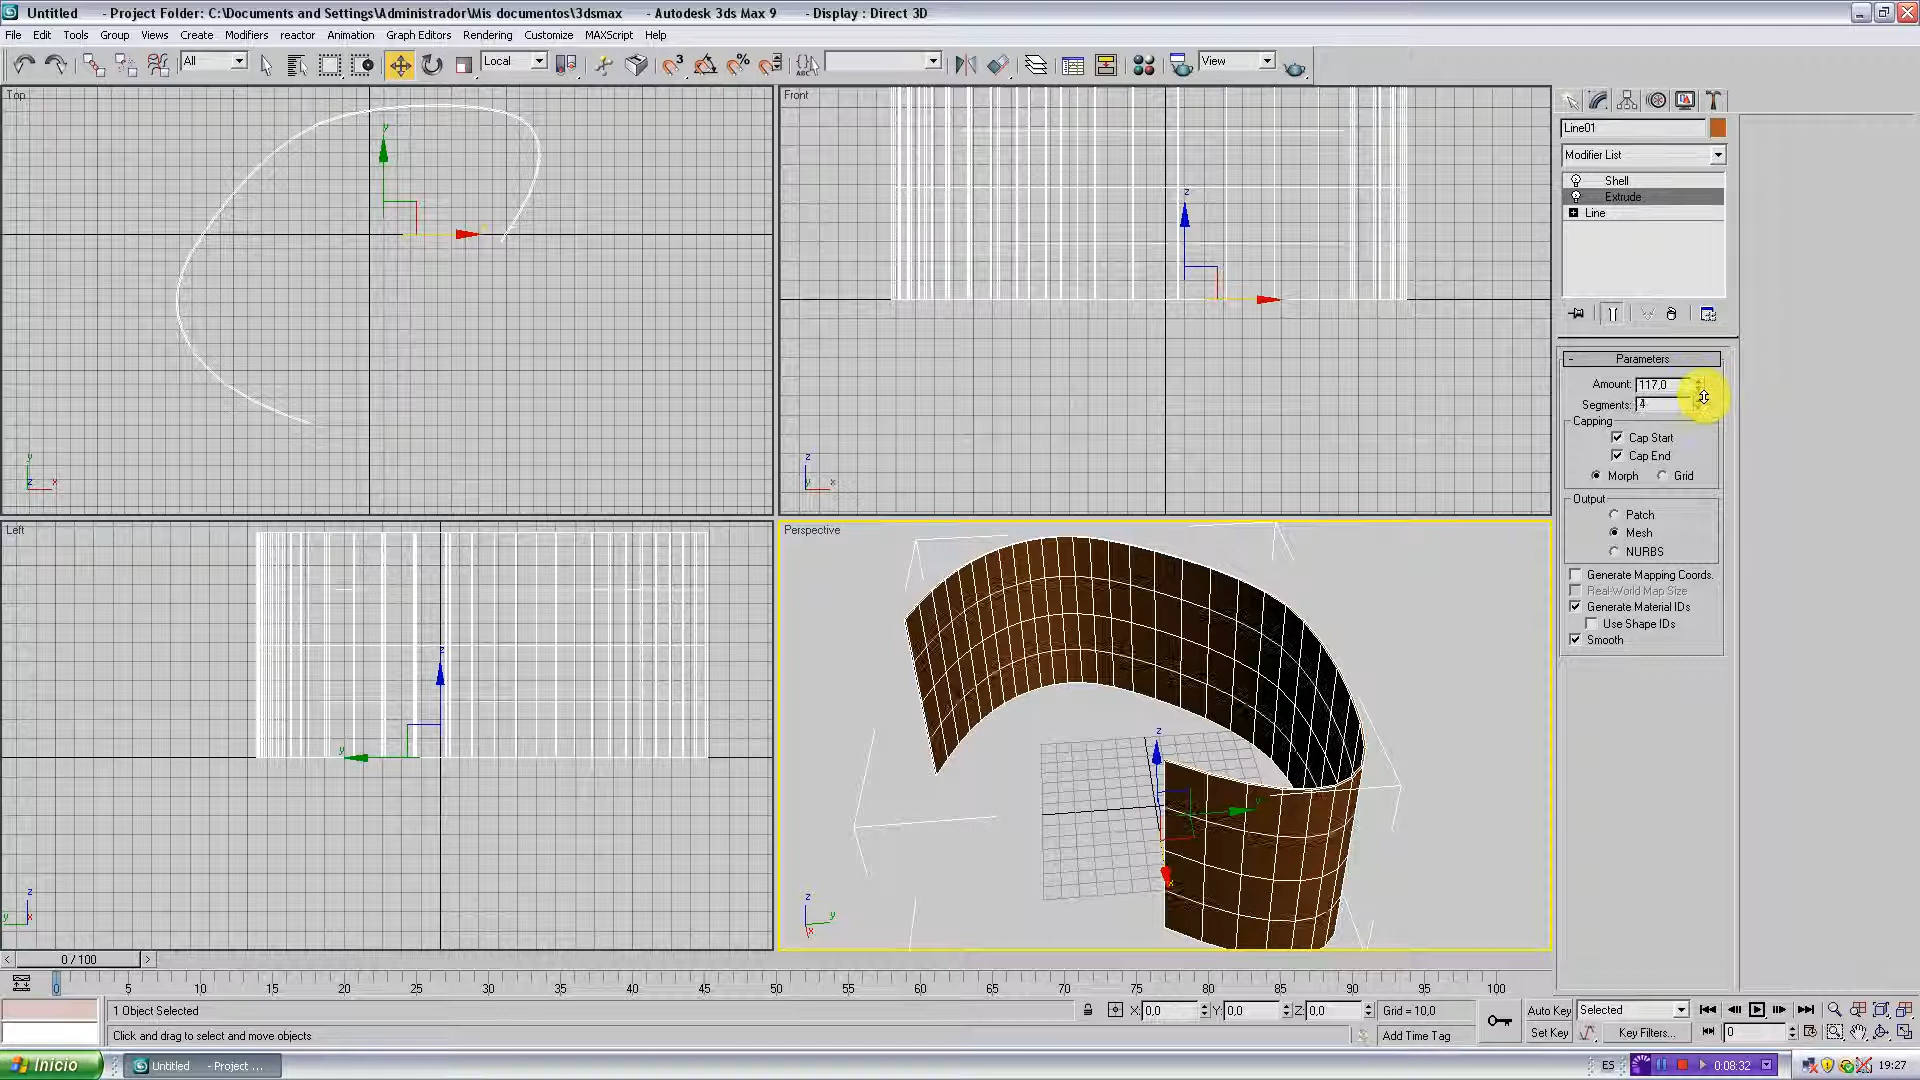 Untitled - Project Folder: C:\Documents and Settings\Administrador\Mis documentos\3dsmax - Autodesk 3ds Max 9 - Display : Direct 3D
File Edit Tools Group Views Create Modifiers reactor Animation Graph Editors Rendering Customize MAXScript Help
All Local 3 % ABC View
Top
Front
Left
Perspective
y
z
x
Line01
Modifier List
Shell
Extrude
Line
Parameters
Amount: 117,0
Segments: 4
Capping
Cap Start
Cap End
Morph Grid
Output
Patch
Mesh
NURBS
Generate Mapping Coords.
Real-World Map Size
Generate Material IDs
Use Shape IDs
Smooth
0 / 100
0 5 10 15 20 25 30 35 40 45 50 55 60 65 70 75 80 85 90 95 100
1 Object Selected X: 0,0 Y: 0,0 Z: 0,0 Grid = 10,0 Auto Key Selected
Click and drag to select and move objects Add Time Tag Set Key Key Filters... 0
Inicio Untitled - Project ... ES 0:08:32 19:27